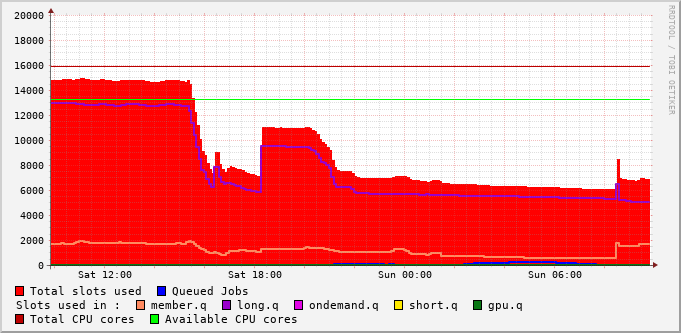 20000
18000
16000
14000
12000
10000
8000
6000
4000
2000
0
Sat 12:00 Sat 18:00 Sun 00:00 Sun 06:00
RRDTOOL / TOBI OETIKER
Total slots used Queued Jobs
Slots used in : member.q long.q ondemand.q short.q gpu.q
Total CPU cores Available CPU cores